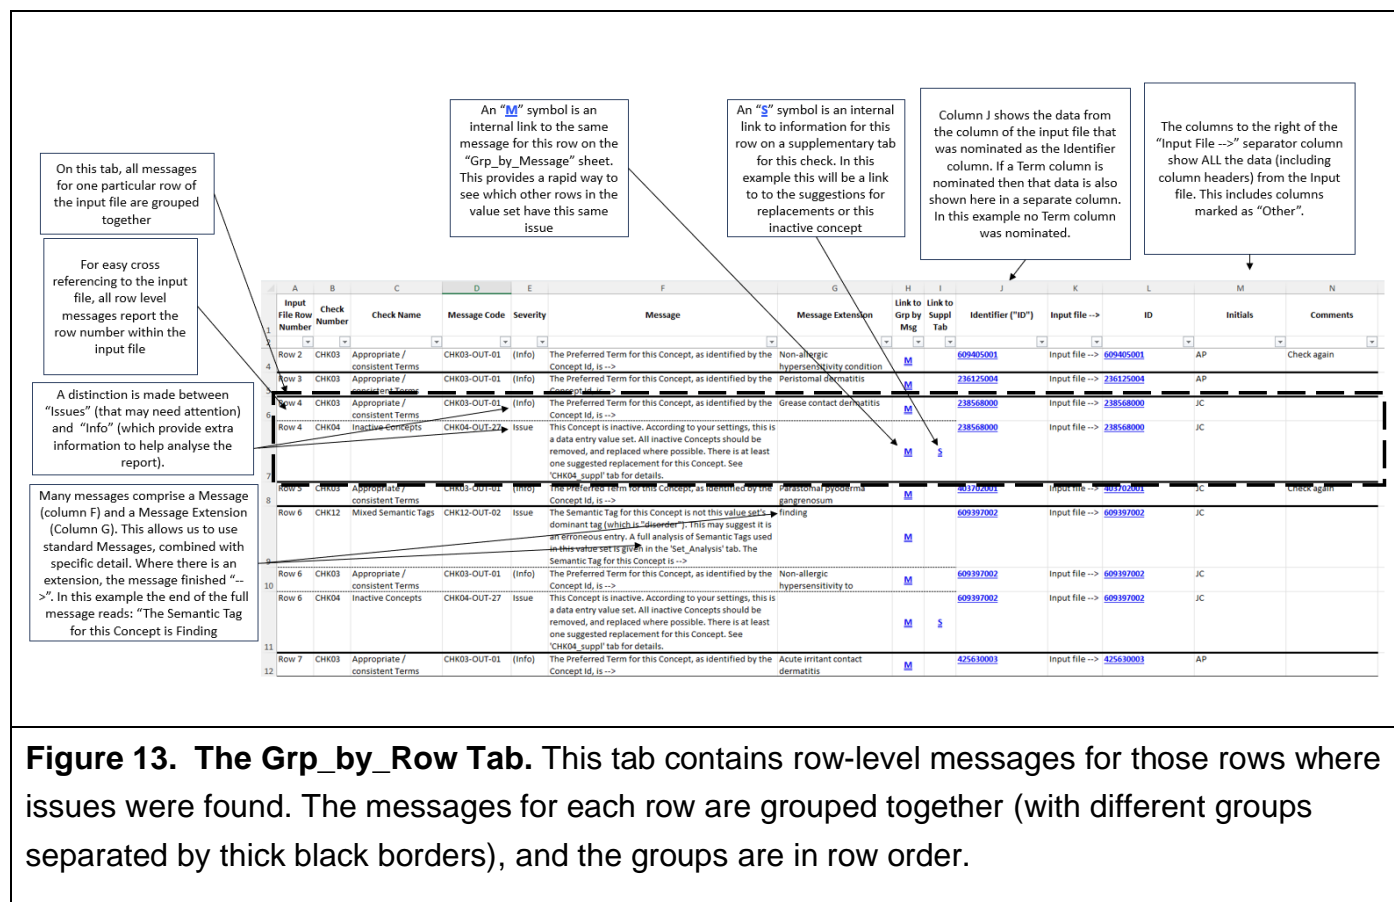 An “M” symbol is an
internal link to the same
message for this row on the
“Grp_by_Message” sheet.
This provides a rapid way to
see which other rows in the
value set have this same
issue
An “S” symbol is an internal
link to information for this
row on a supplementary tab
for this check. In this
example this will be a link
to to the suggestions for
replacements or this
inactive concept
Column J shows the data from
the column of the input file that
was nominated as the Identifier
column. If a Term column is
nominated then that data is also
shown here in a separate column.
In this example no Term column
was nominated.
The columns to the right of the
“Input File -->” separator column
show ALL the data (including
column headers) from the Input
file. This includes columns
marked as “Other”.
On this tab, all messages
for one particular row of
the input file are grouped
together
For easy cross
referencing to the input
file, all row level
messages report the
row number within the
input file
A distinction is made between
“Issues” (that may need attention)
and “Info” (which provide extra
information to help analyse the
report).
Many messages comprise a Message
(column F) and a Message Extension
(Column G). This allows us to use
standard Messages, combined with
specific detail. Where there is an
extension, the message finished “--
>”. In this example the end of the full
message reads: “The Semantic Tag
for this Concept is Finding
A B C D E F G H I J K L M N
1 Input File Row Number Check Number Check Name Message Code Severity Message Message Extension Link to Grp by Msg Link to Suppl Tab Identifier ("ID") Input file --> ID Initials Comments
2
4 Row 2 CHK03 Appropriate / consistent Terms CHK03-OUT-01 (Info) The Preferred Term for this Concept, as identified by the Concept Id, is --> Non-allergic hypersensitivity condition M 609405001 Input file --> 609405001 AP Check again
Row 3 CHK03 Appropriate / consistent Terms CHK03-OUT-01 (Info) The Preferred Term for this Concept, as identified by the Concept Id, is --> Peristomal dermatitis M 236125004 Input file --> 236125004 AP
6 Row 4 CHK03 Appropriate / consistent Terms CHK03-OUT-01 (Info) The Preferred Term for this Concept, as identified by the Concept Id, is --> Grease contact dermatitis M 238568000 Input file --> 238568000 JC
7 Row 4 CHK04 Inactive Concepts CHK04-OUT-27 Issue This Concept is inactive. According to your settings, this is
a data entry value set. All inactive Concepts should be
removed, and replaced where possible. There is at least
one suggested replacement for this Concept. See
'CHK04_suppl' tab for details. M S 238568000 Input file --> 238568000 JC
8 Row 5 CHK03 Appropriate / consistent Terms CHK03-OUT-01 (Info) The Preferred Term for this Concept, as identified by the Concept Id, is --> Parastomal pyoderma gangrenosum M 403702001 Input file --> 403702001 JC Check again
9 Row 6 CHK12 Mixed Semantic Tags CHK12-OUT-02 Issue The Semantic Tag for this Concept is not this value set's
dominant tag (which is "disorder"). This may suggest it is
an erroneous entry. A full analysis of Semantic Tags used
in this value set is given in the 'Set_Analysis' tab. The
Semantic Tag for this Concept is --> finding M 609397002 Input file --> 609397002 JC
10 Row 6 CHK03 Appropriate / consistent Terms CHK03-OUT-01 (Info) The Preferred Term for this Concept, as identified by the Concept Id, is --> Non-allergic hypersensitivity to M 609397002 Input file --> 609397002 JC
11 Row 6 CHK04 Inactive Concepts CHK04-OUT-27 Issue This Concept is inactive. According to your settings, this is
a data entry value set. All inactive Concepts should be
removed, and replaced where possible. There is at least
one suggested replacement for this Concept. See
'CHK04_suppl' tab for details. M S 609397002 Input file --> 609397002 JC
12 Row 7 CHK03 Appropriate / consistent Terms CHK03-OUT-01 (Info) The Preferred Term for this Concept, as identified by the Concept Id, is --> Acute irritant contact dermatitis M 425630003 Input file --> 425630003 AP
Figure 13. The Grp_by_Row Tab. This tab contains row-level messages for those rows where
issues were found. The messages for each row are grouped together (with different groups
separated by thick black borders), and the groups are in row order.